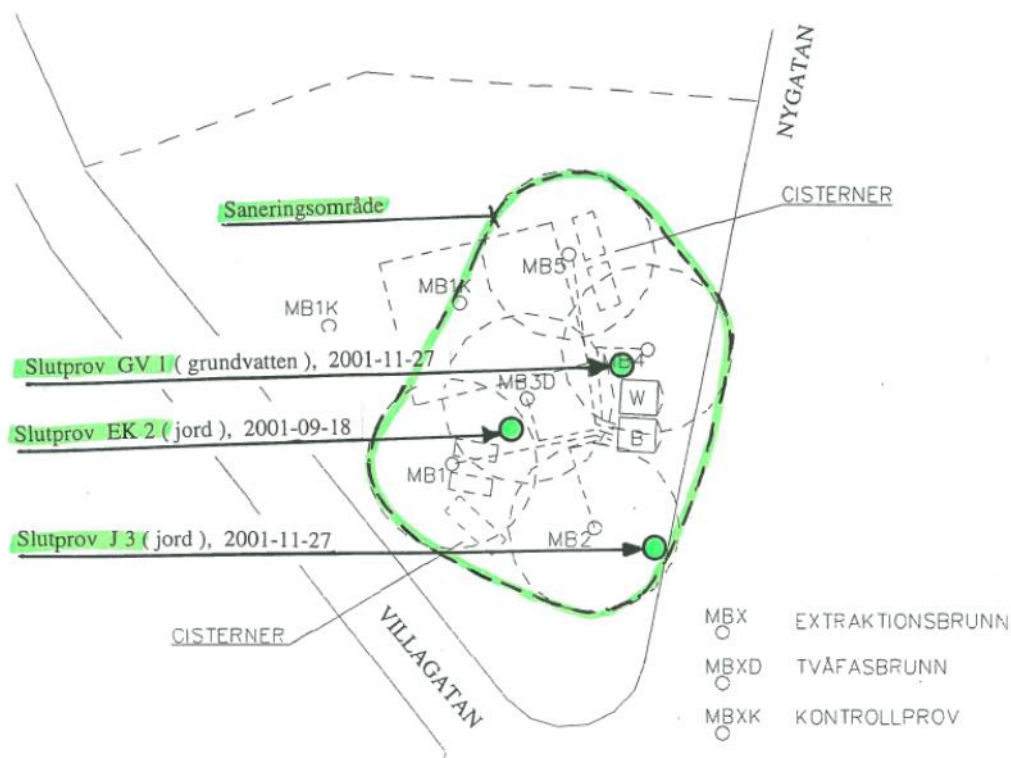 NYGATAN
CISTERNER
Saneringsområde
MB5
MB1K
MB1K
Slutprov GV 1 ( grundvatten ), 2001-11-27
MB4
MB3D
W
Slutprov EK 2 ( jord ), 2001-09-18
B
MB1
Slutprov J 3 ( jord ), 2001-11-27
MB2
CISTERNER
VILLAGATAN
MBX EXTRAKTIONSBRUNN
MBXD TVÅFASBRUNN
MBXK KONTROLLPROV